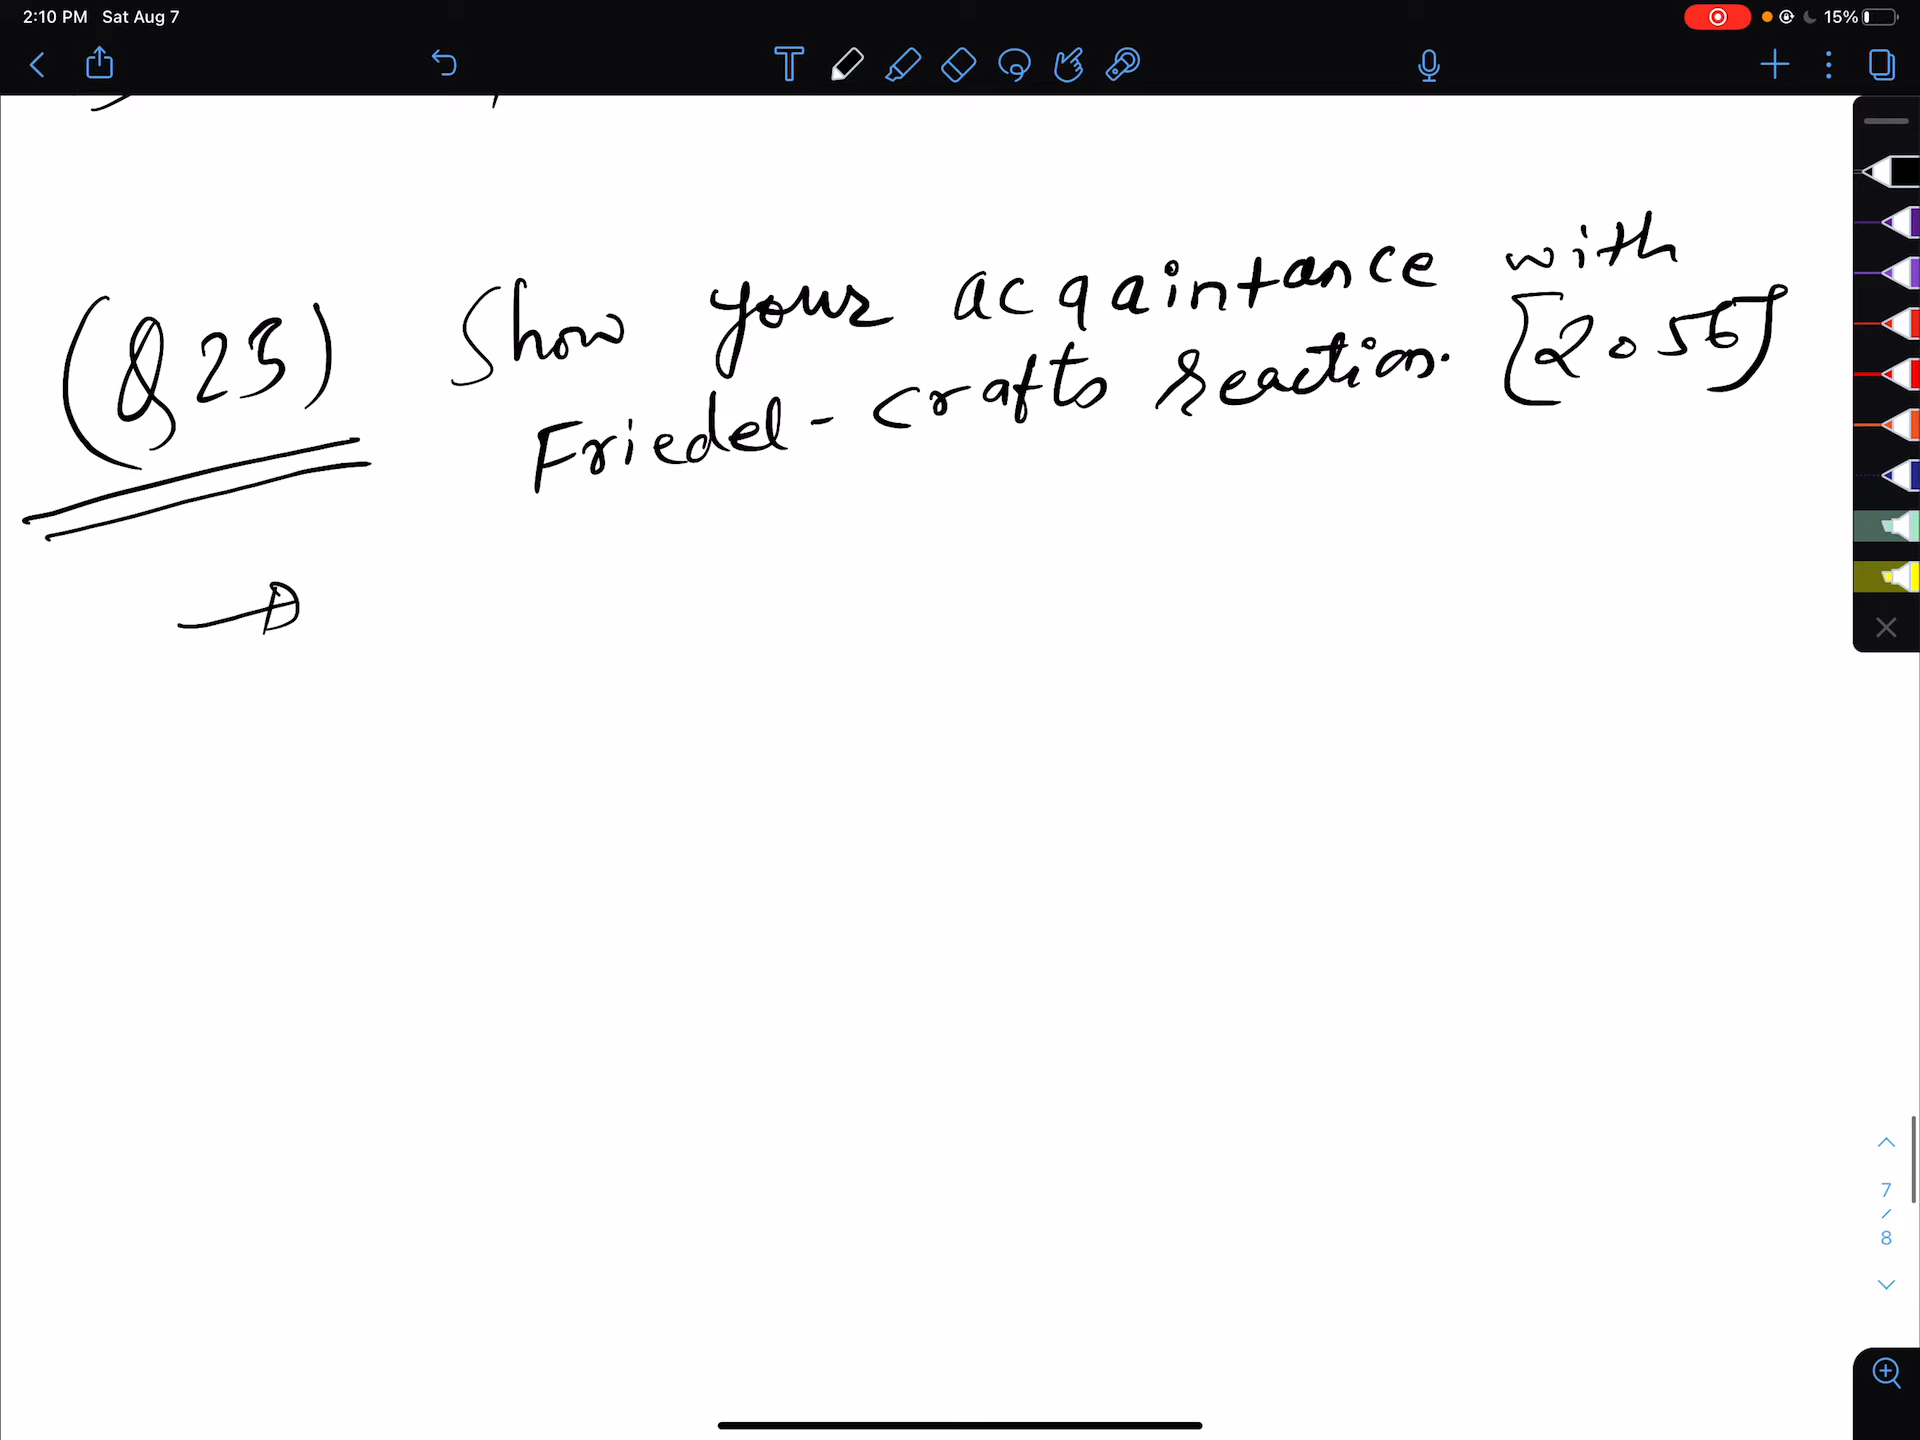 2:10 PM Sat Aug 7
15%
(Q23) Show your acqaintance with
Friedel-crafts reaction. [2056]
7
/
8